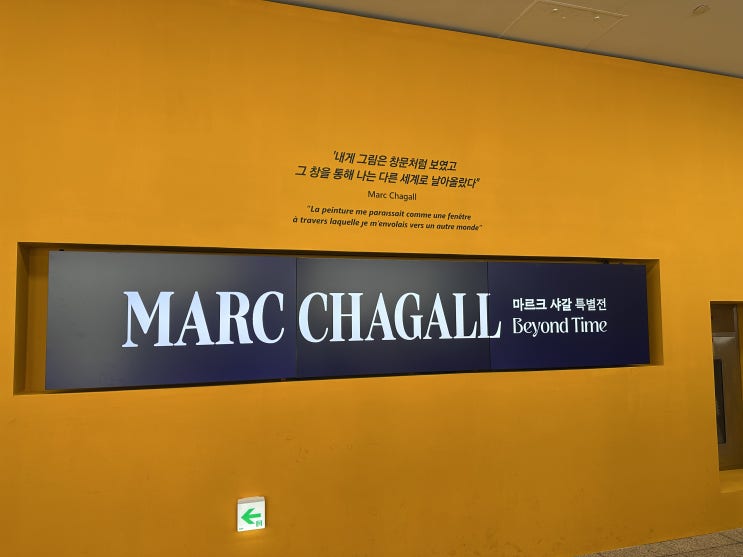 "내게 그림은 창문처럼 보였고
그 창을 통해 나는 다른 세계로 날아올랐다"
Marc Chagall
"La peinture me paraissait comme une fenêtre
à travers laquelle je m'envolais vers un autre monde"
MARC CHAGALL
마르크 샤갈 특별전
Beyond Time